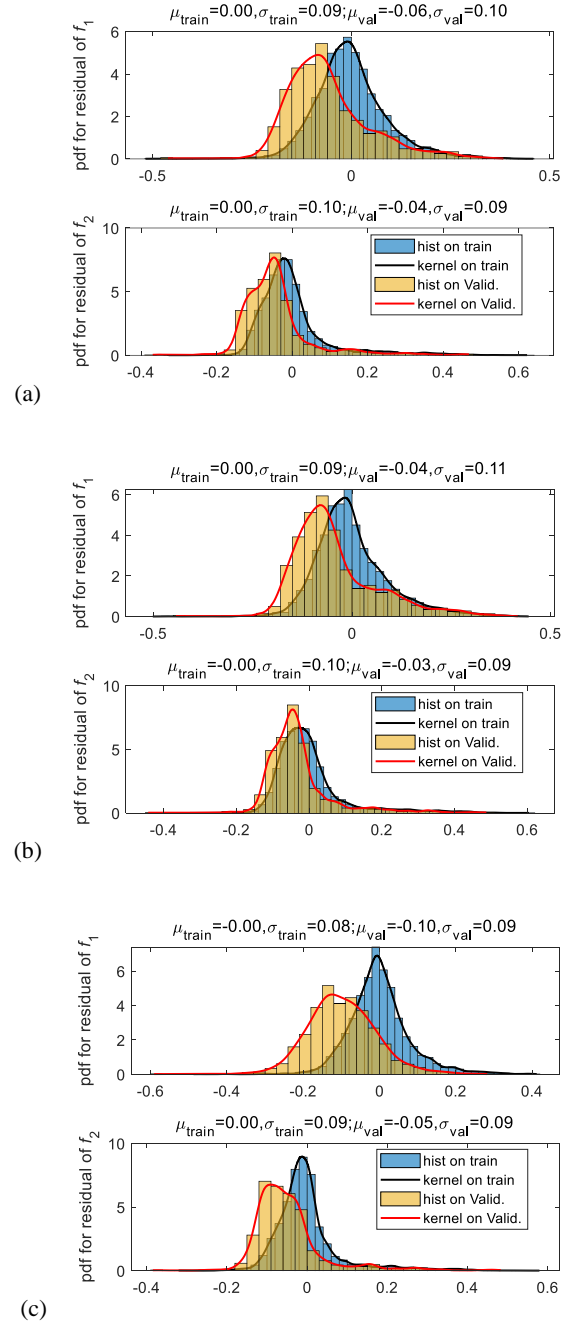 μtrain=0.00,σtrain=0.09;μval=-0.06,σval=0.10
pdf for residual of f1
6
4
2
0
-0.5 0 0.5
μtrain=0.00,σtrain=0.10;μval=-0.04,σval=0.09
pdf for residual of f2
10
5
0
hist on train
kernel on train
hist on Valid.
kernel on Valid.
-0.4 -0.2 0 0.2 0.4 0.6
(a)
μtrain=0.00,σtrain=0.09;μval=-0.04,σval=0.11
pdf for residual of f1
6
4
2
0
-0.5 0 0.5
μtrain=-0.00,σtrain=0.10;μval=-0.03,σval=0.09
pdf for residual of f2
10
5
0
hist on train
kernel on train
hist on Valid.
kernel on Valid.
-0.4 -0.2 0 0.2 0.4 0.6
(b)
μtrain=-0.00,σtrain=0.08;μval=-0.10,σval=0.09
pdf for residual of f1
6
4
2
0
-0.6 -0.4 -0.2 0 0.2 0.4
μtrain=0.00,σtrain=0.09;μval=-0.05,σval=0.09
pdf for residual of f2
10
5
0
hist on train
kernel on train
hist on Valid.
kernel on Valid.
-0.4 -0.2 0 0.2 0.4 0.6
(c)